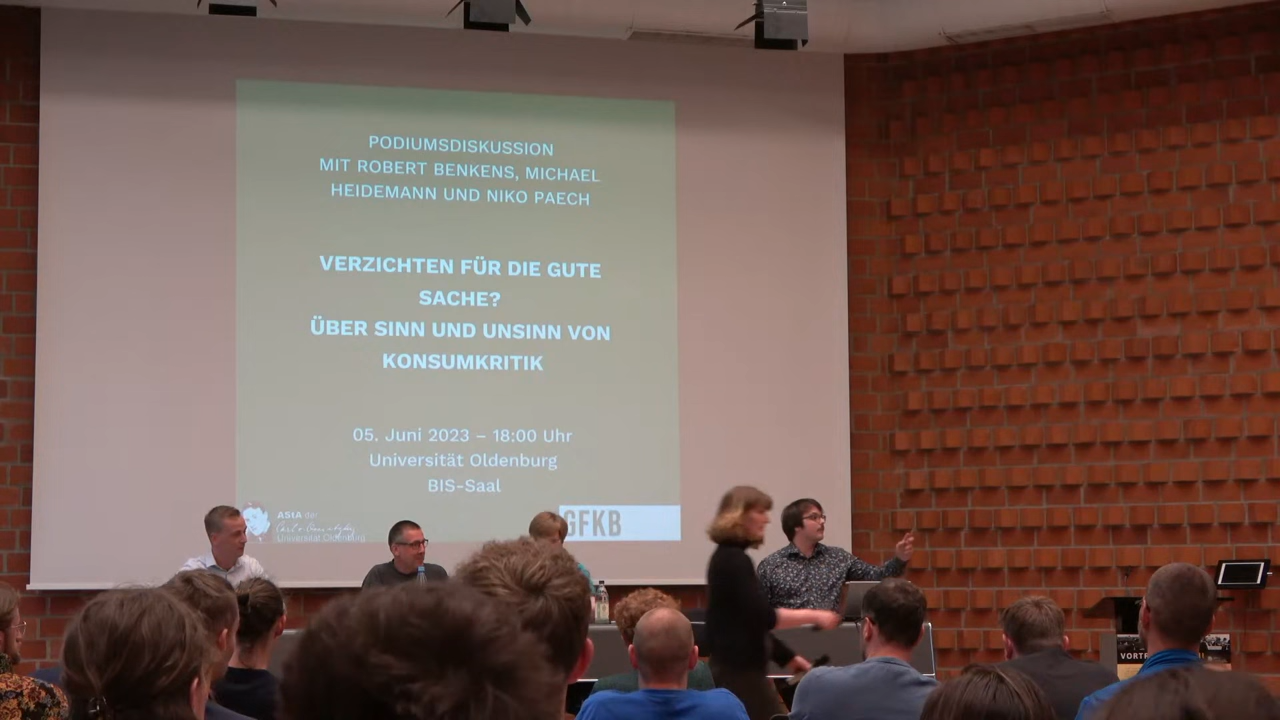 PODIUMSDISKUSSION
MIT ROBERT BENKENS, MICHAEL
HEIDEMANN UND NIKO PAECH
VERZICHTEN FÜR DIE GUTE
SACHE?
ÜBER SINN UND UNSINN VON
KONSUMKRITIK
05. Juni 2023 – 18:00 Uhr
Universität Oldenburg
BIS-Saal
AStA der
Universität Oldenburg
GFKB